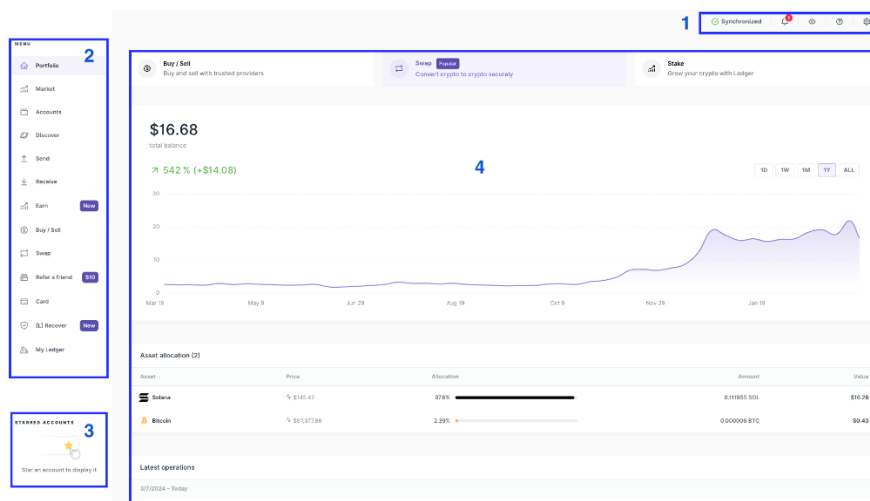 1
Synchronized
MENU
2
Portfolio
Market
Accounts
Discover
Send
Receive
Earn New
Buy / Sell
Swap
Refer a friend $10
Card
[L] Recover New
My Ledger
STARRED ACCOUNTS
3
Star an account to display it
Buy / Sell
Buy and sell with trusted providers
Swap Popular
Convert crypto to crypto securely
Stake
Grow your crypto with Ledger
$16.68
total balance
542 % (+$14.08)
4
1D 1W 1M 1Y ALL
30
20
10
0
Mar 19 May 9 Jun 29 Aug 19 Oct 9 Nov 29 Jan 19
Asset allocation (2)
Asset Price Allocation Amount Value
Solana $145.42 97.6% 0.111955 SOL $16.28
Bitcoin $67,377.86 2.39% 0.000006 BTC $0.40
Latest operations
3/7/2024 - Today